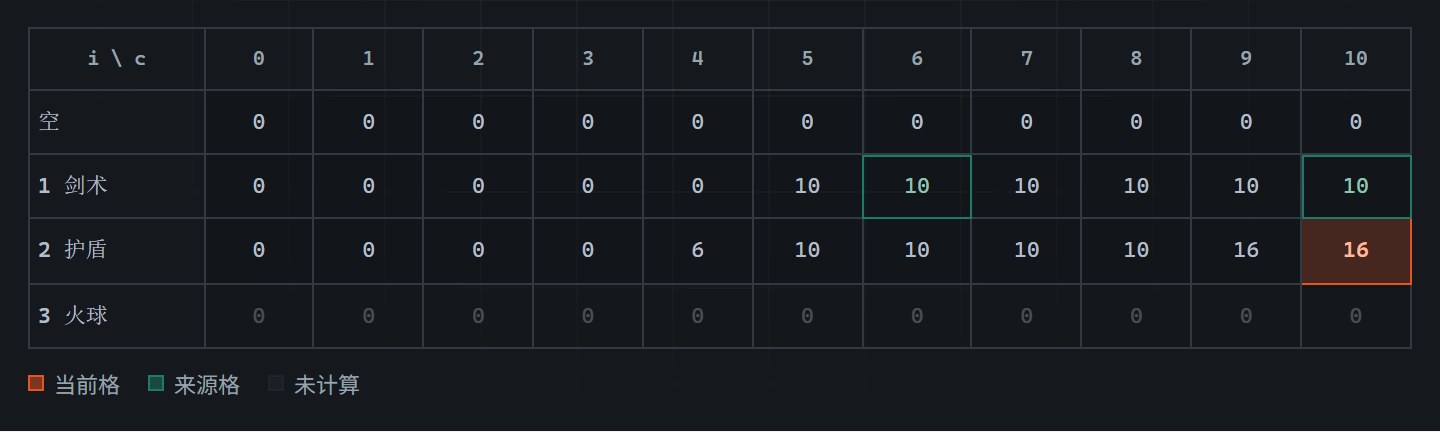 i \ c 0 1 2 3 4 5 6 7 8 9 10
空 0 0 0 0 0 0 0 0 0 0 0
1 剑术 0 0 0 0 0 10 10 10 10 10 10
2 护盾 0 0 0 0 6 10 10 10 10 16 16
3 火球 0 0 0 0 0 0 0 0 0 0 0
当前格 来源格 未计算